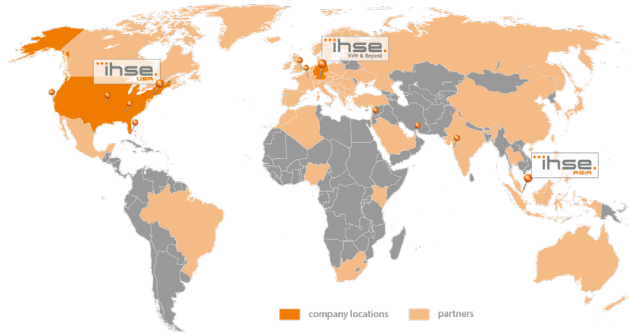 ihse.
KVM & Beyond
ihse.
USA
ihse.
ASIA
company locations
partners